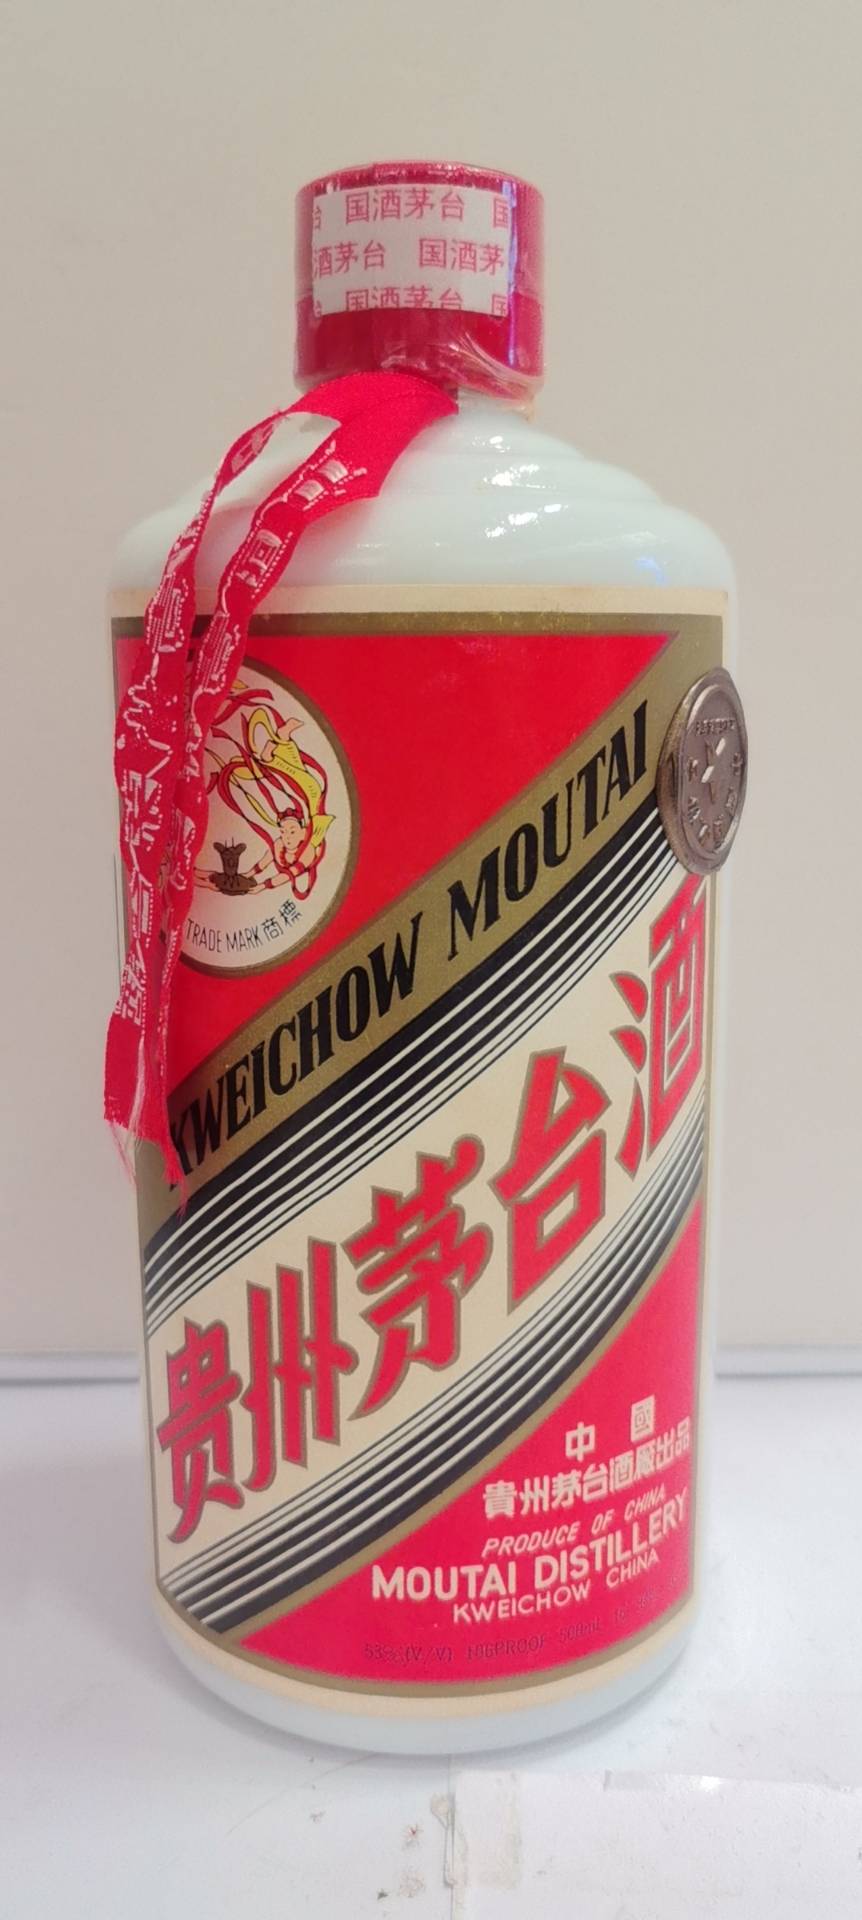 台 国酒茅台 国
酒茅台 国酒茅
台 国酒茅台 国
TRADE MARK 商標
KWEICHOW MOUTAI
贵州茅台酒
中國
貴州茅台酒廠出品
PRODUCE OF CHINA
MOUTAI DISTILLERY
KWEICHOW CHINA
53%(V/V) 106PROOF 500mL